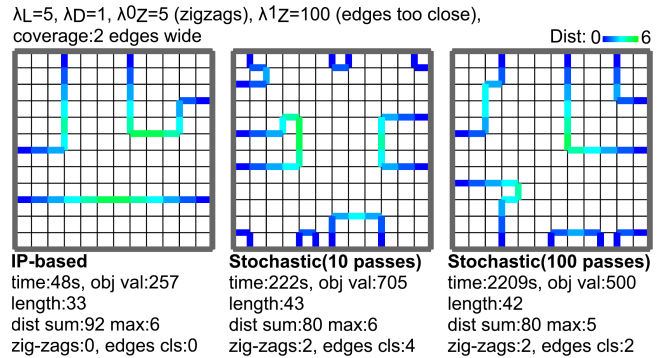 λL=5, λD=1, λ⁰Z=5 (zigzags), λ¹Z=100 (edges too close),
coverage:2 edges wide
Dist: 0 6
IP-based
time:48s, obj val:257
length:33
dist sum:92 max:6
zig-zags:0, edges cls:0
Stochastic(10 passes)
time:222s, obj val:705
length:43
dist sum:80 max:6
zig-zags:2, edges cls:4
Stochastic(100 passes)
time:2209s, obj val:500
length:42
dist sum:80 max:5
zig-zags:2, edges cls:2